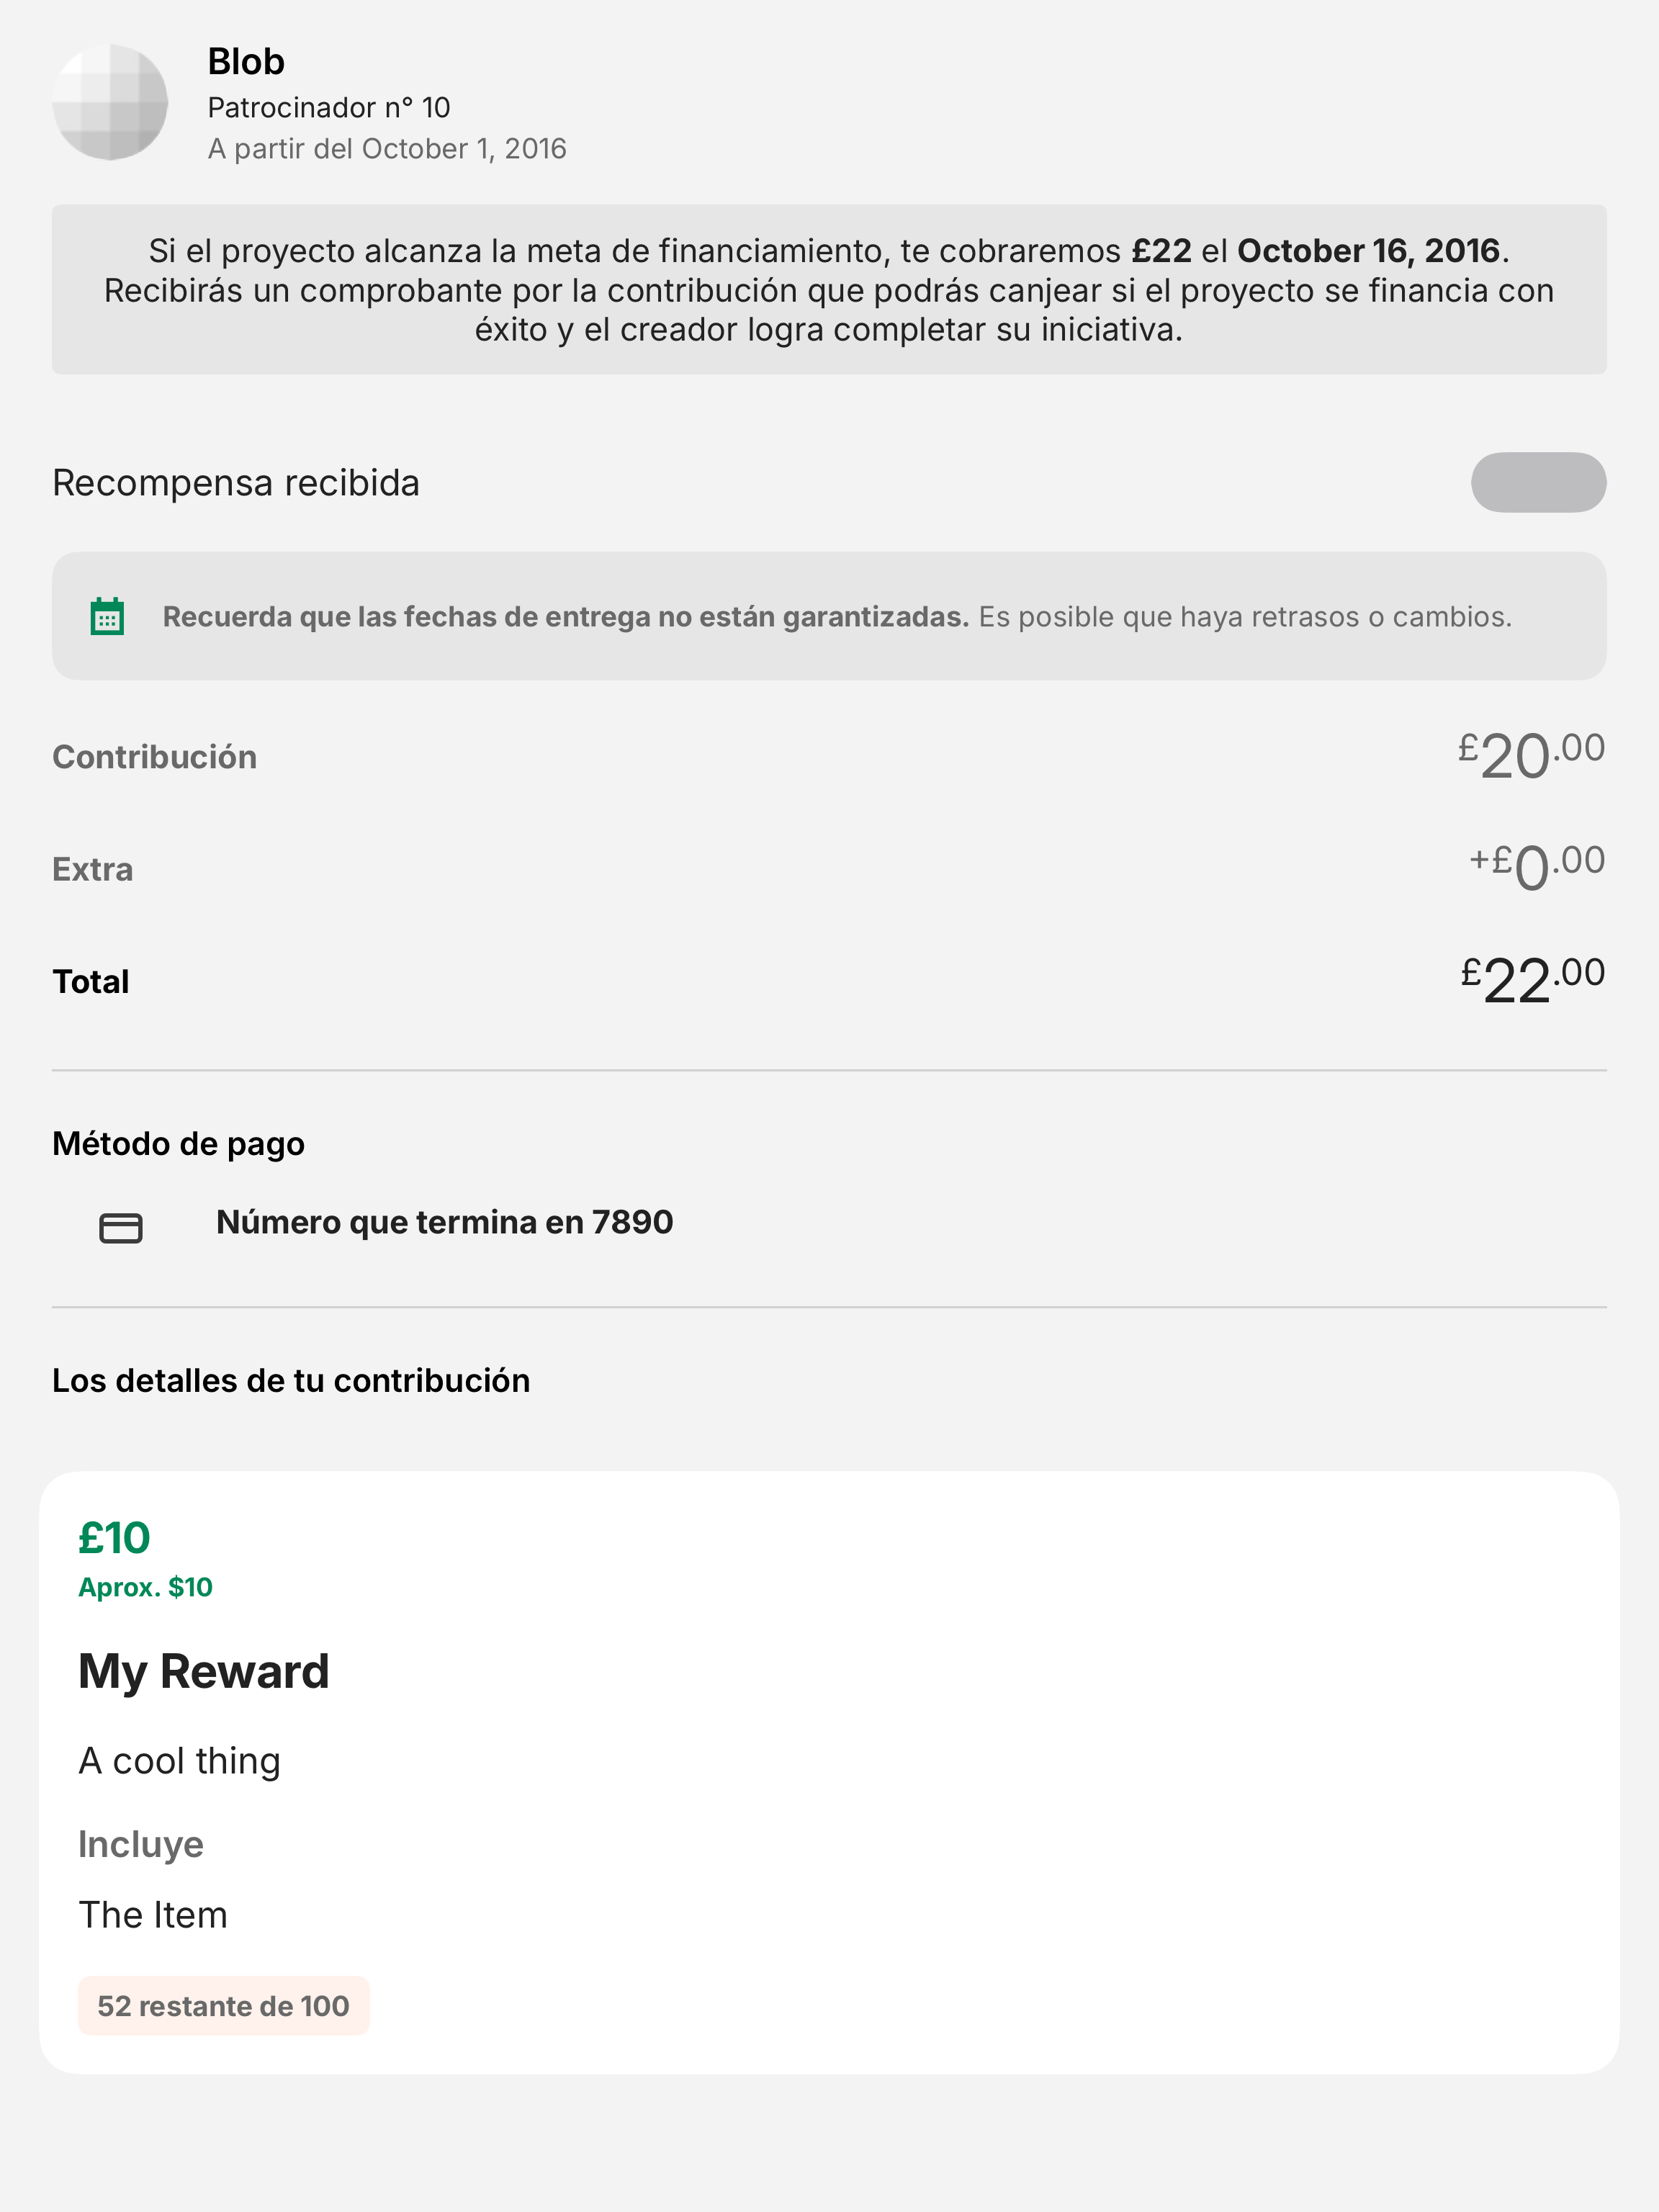 Blob
Patrocinador n° 10
A partir del October 1, 2016
Si el proyecto alcanza la meta de financiamiento, te cobraremos £22 el October 16, 2016.
Recibirás un comprobante por la contribución que podrás canjear si el proyecto se financia con
éxito y el creador logra completar su iniciativa.
Recompensa recibida
Recuerda que las fechas de entrega no están garantizadas. Es posible que haya retrasos o cambios.
Contribución £20.00
Extra +£0.00
Total £22.00
Método de pago
Número que termina en 7890
Los detalles de tu contribución
£10
Aprox. $10
My Reward
A cool thing
Incluye
The Item
52 restante de 100